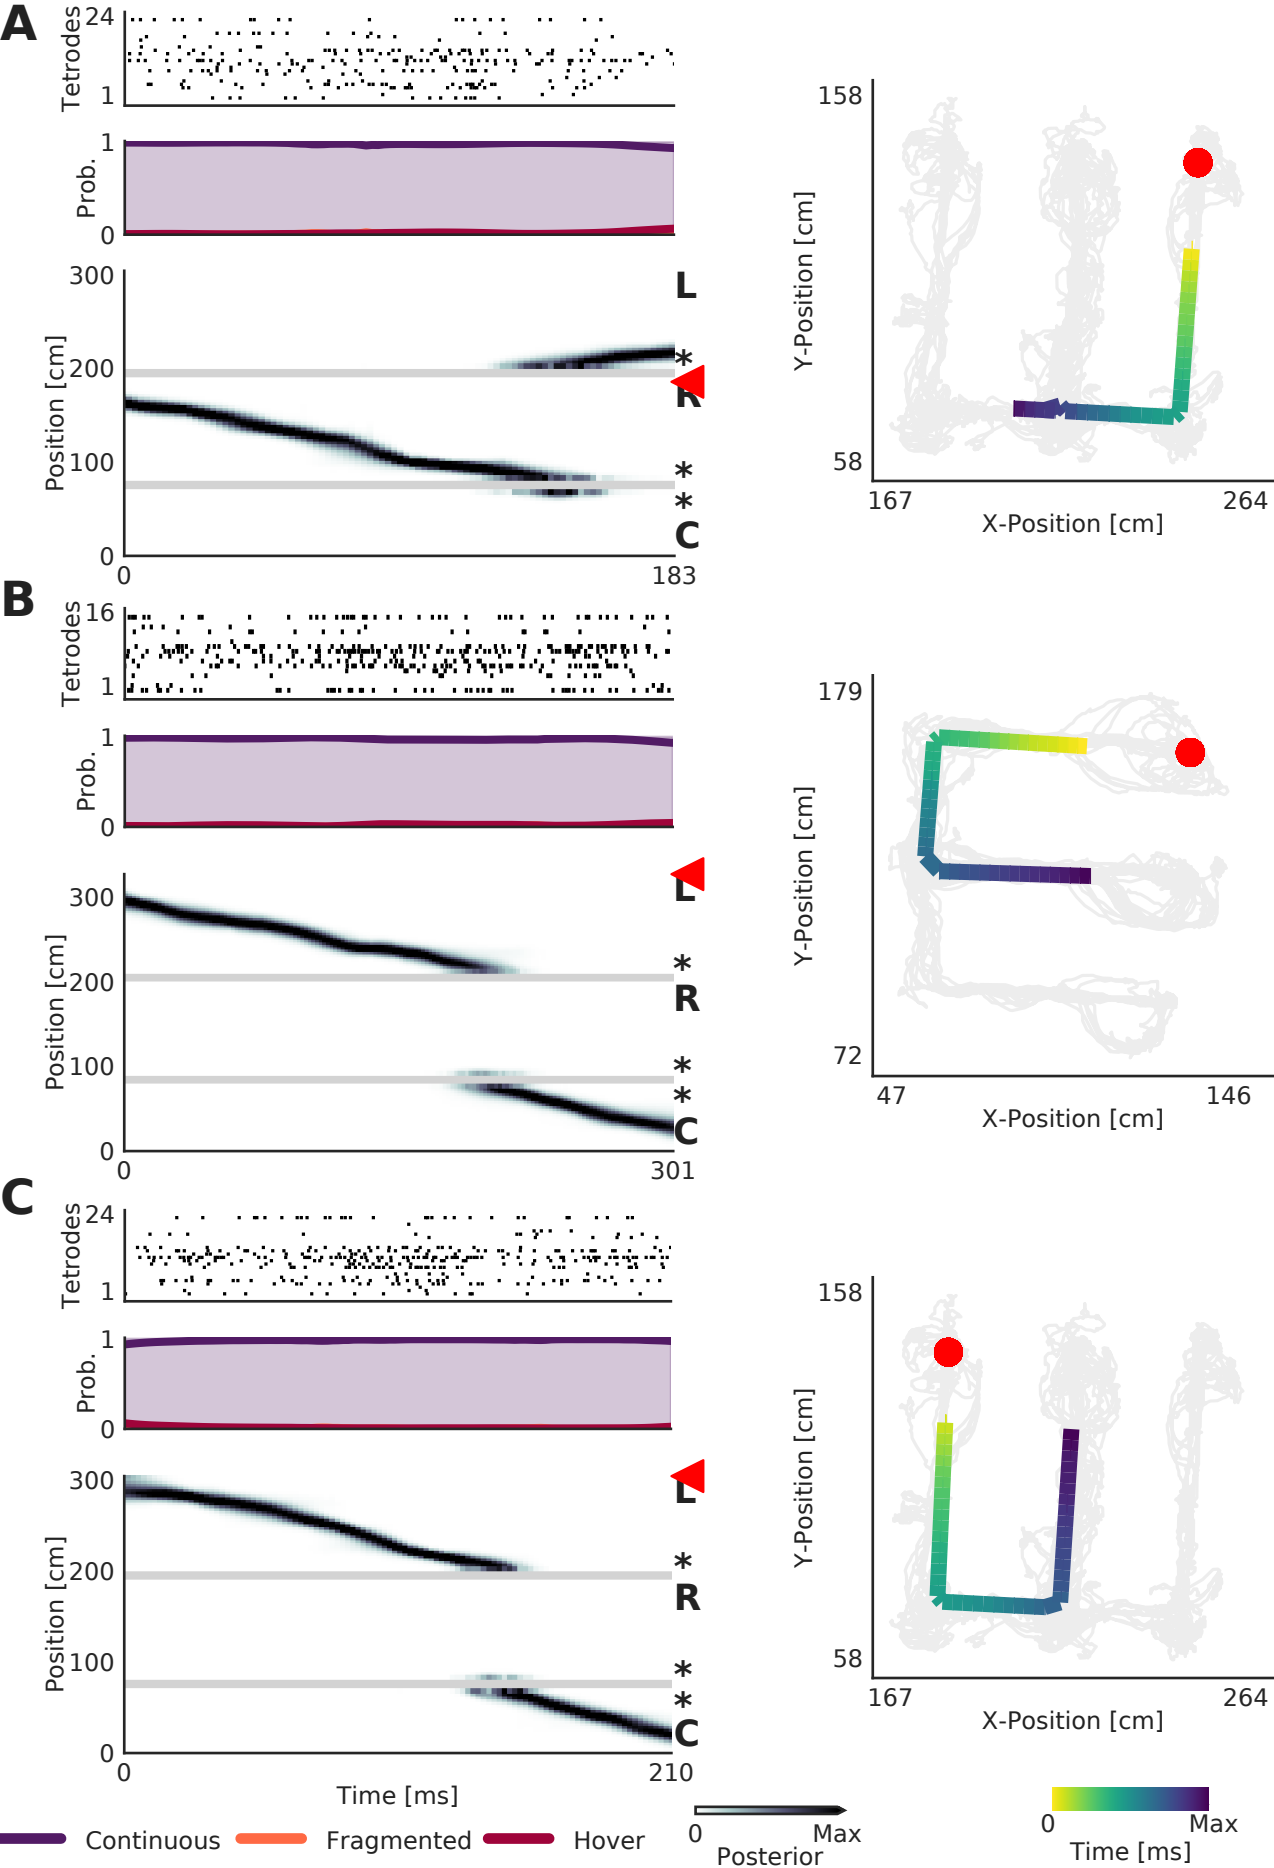 A
Tetrodes
24
1
Prob.
1
0
Position [cm]
300
200
100
0
L
*
R
*
*
C
0
183
Y-Position [cm]
158
58
167
264
X-Position [cm]
B
Tetrodes
16
1
Prob.
1
0
Position [cm]
300
200
100
0
L
*
R
*
*
C
0
301
Y-Position [cm]
179
72
47
146
X-Position [cm]
C
Tetrodes
24
1
Prob.
1
0
Position [cm]
300
200
100
0
L
*
R
*
*
C
0
210
Time [ms]
Y-Position [cm]
158
58
167
264
X-Position [cm]
Continuous
Fragmented
Hover
0
Max
Posterior
0
Max
Time [ms]